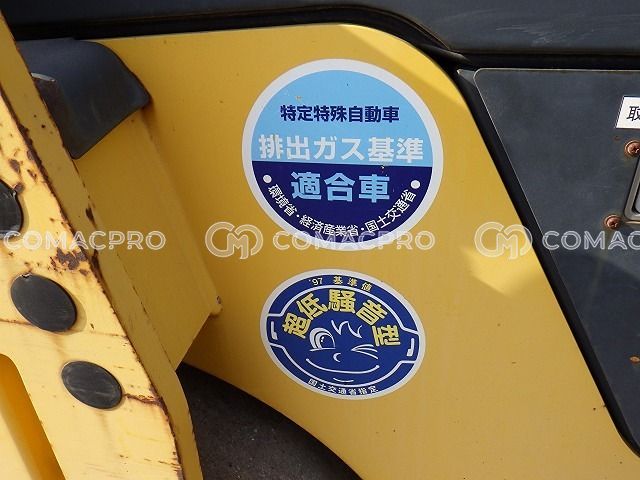 特定特殊自動車
排出ガス基準
適合車
・環境省・経済産業省・国土交通省・
'97 基準値
超低騒音型
国土交通省指定
取
COMACPRO
COMACPRO
COMACPRO